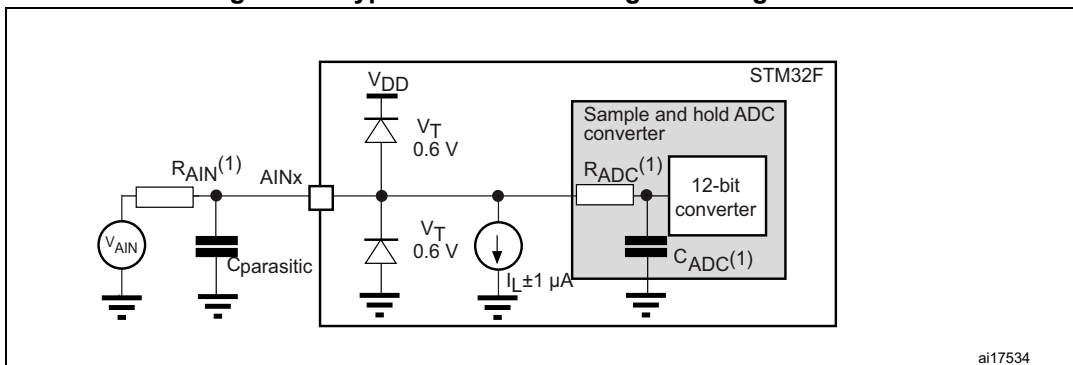 STM32F
VDD
Sample and hold ADC
converter
VT
0.6 V
RAIN(1)
AINx
RADC(1)
12-bit
converter
VAIN
Cparasitic
VT
0.6 V
IL±1 µA
CADC(1)
ai17534